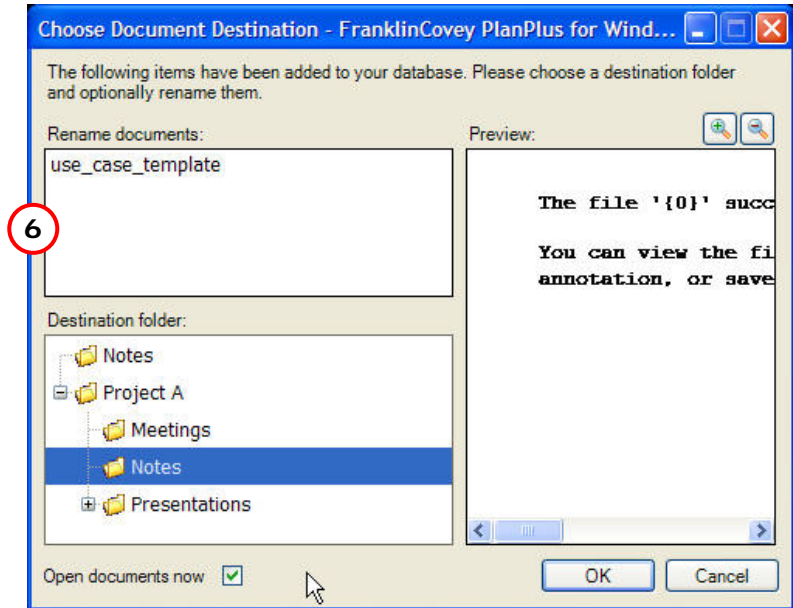 Choose Document Destination - FranklinCovey PlanPlus for Wind...
The following items have been added to your database. Please choose a destination folder
and optionally rename them.
Rename documents:
Preview:
use_case_template
The file '{0}' succ
6
You can view the fi
annotation, or save
Destination folder:
Notes
Project A
Meetings
Notes
Presentations
Open documents now
OK
Cancel